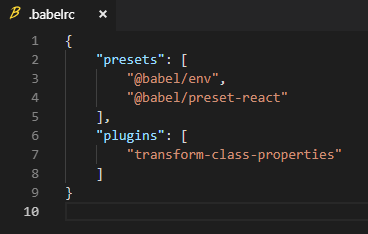 .babelrc ×
1 {
2     "presets": [
3         "@babel/env",
4         "@babel/preset-react"
5     ],
6     "plugins": [
7         "transform-class-properties"
8     ]
9 }
10